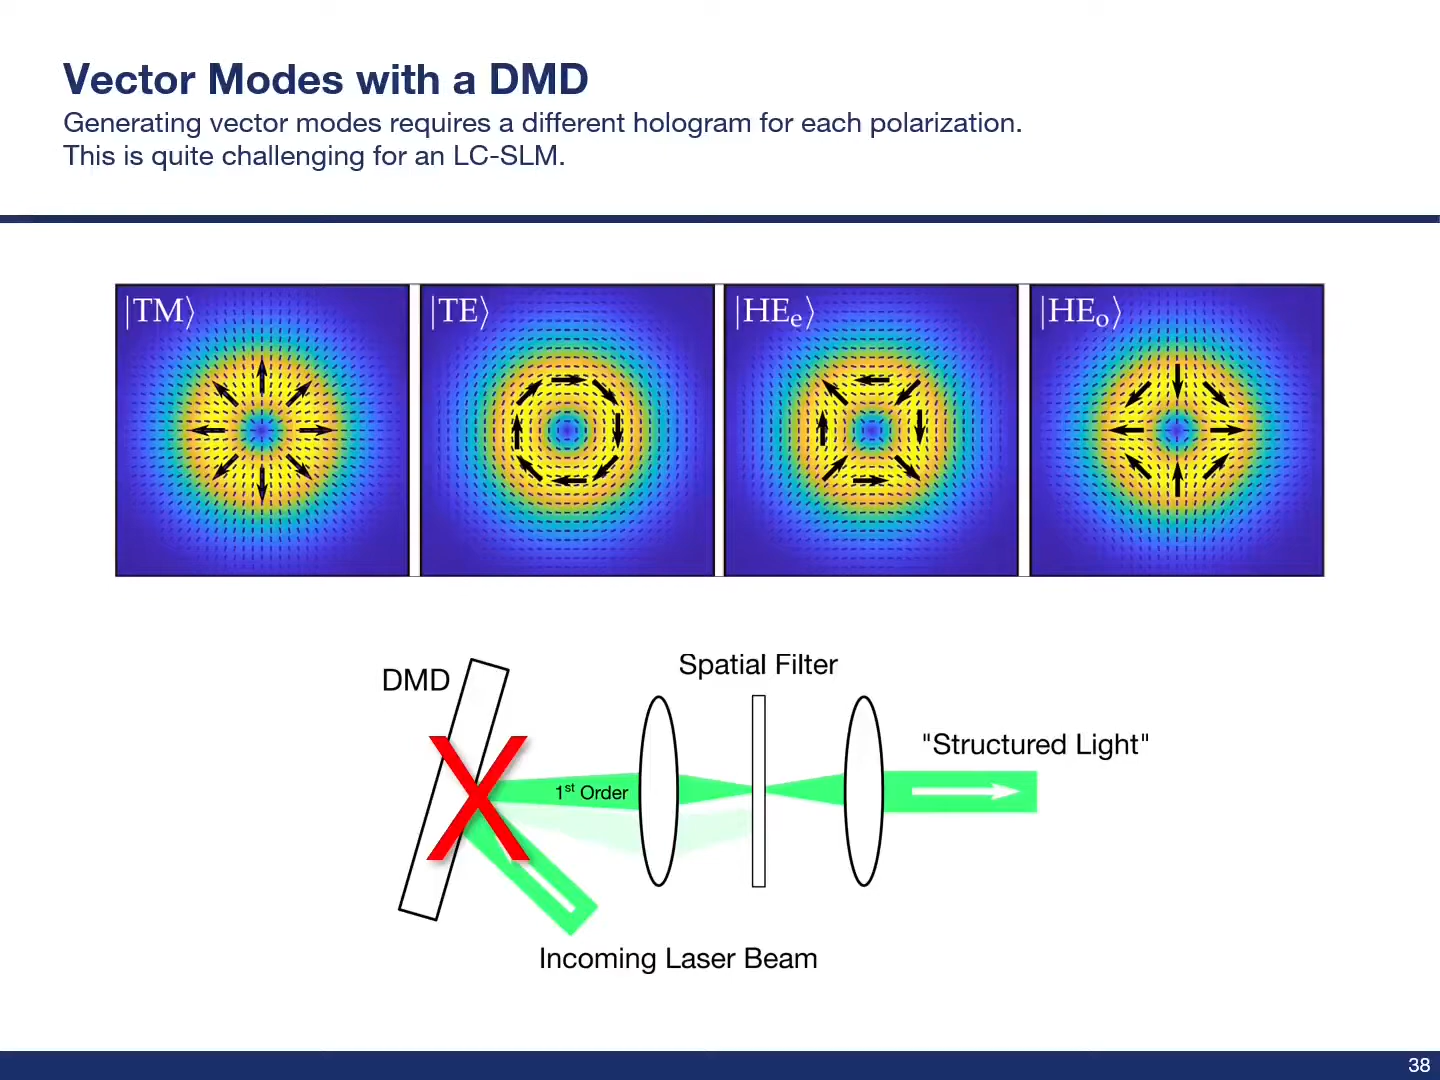 Vector Modes with a DMD
Generating vector modes requires a different hologram for each polarization.
This is quite challenging for an LC-SLM.
|TM⟩
|TE⟩
|HEₑ⟩
|HEₒ⟩
DMD
Spatial Filter
"Structured Light"
1ˢᵗ Order
Incoming Laser Beam
38